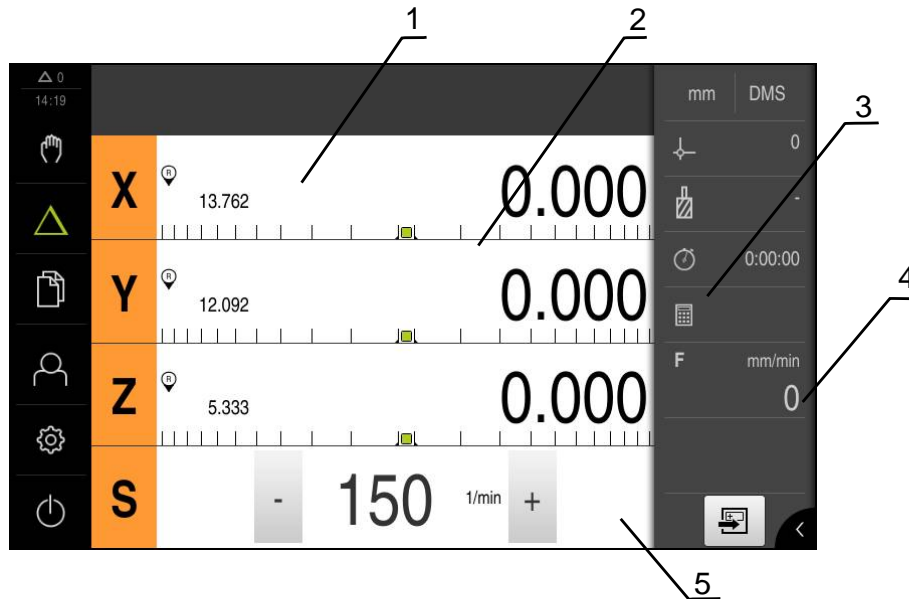 1
2
3
4
5
0
14:19
mm DMS
0
-
0:00:00
F mm/min
0
X R 13.762 0.000
Y R 12.092 0.000
Z R 5.333 0.000
S - 150 1/min +